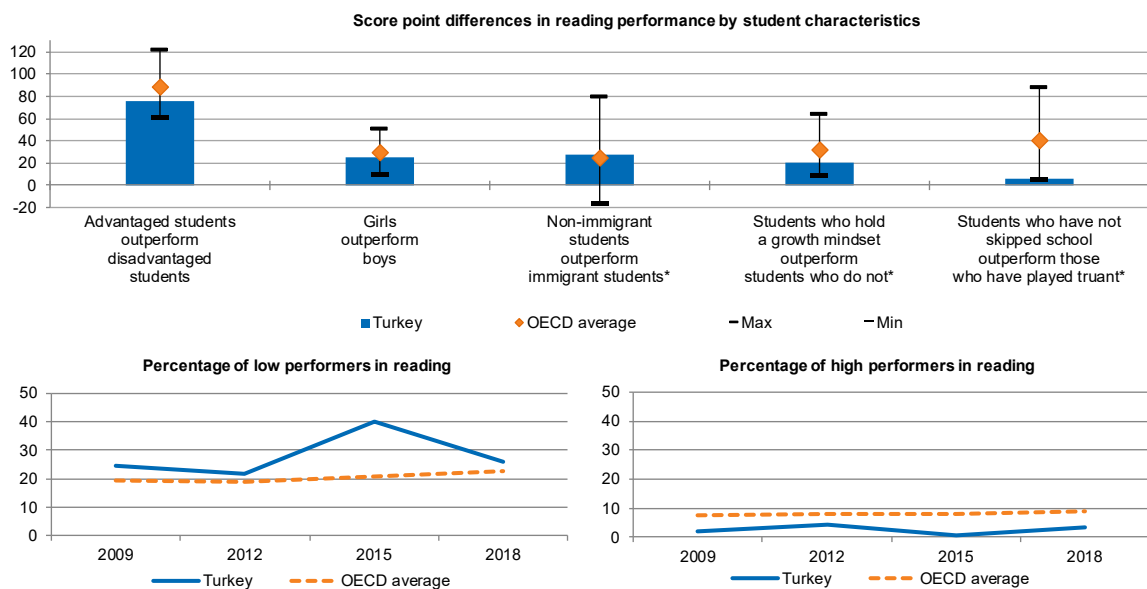 Score point differences in reading performance by student characteristics
120
100
80
60
40
20
0
-20
Advantaged students
outperform
disadvantaged
students
Girls
outperform
boys
Non-immigrant
students
outperform
immigrant students*
Students who hold
a growth mindset
outperform
students who do not*
Students who have not
skipped school
outperform those
who have played truant*
Turkey
OECD average
Max
Min
Percentage of low performers in reading
50
40
30
20
10
0
2009
2012
2015
2018
Turkey
OECD average
Percentage of high performers in reading
50
40
30
20
10
0
2009
2012
2015
2018
Turkey
OECD average